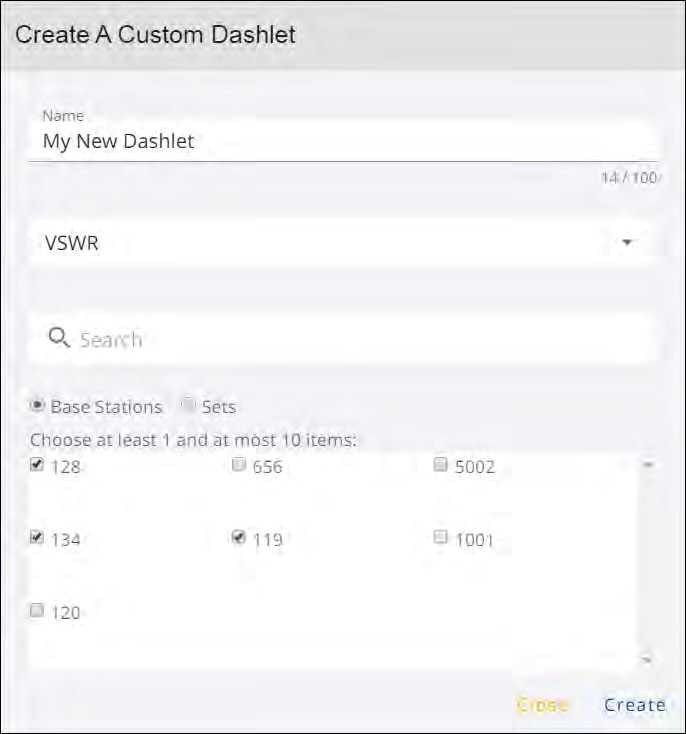 Create A Custom Dashlet
Name
My New Dashlet
14 / 100
VSWR
Search
Base Stations Sets
Choose at least 1 and at most 10 items:
128 656 5002
134 119 1001
120
Close Create